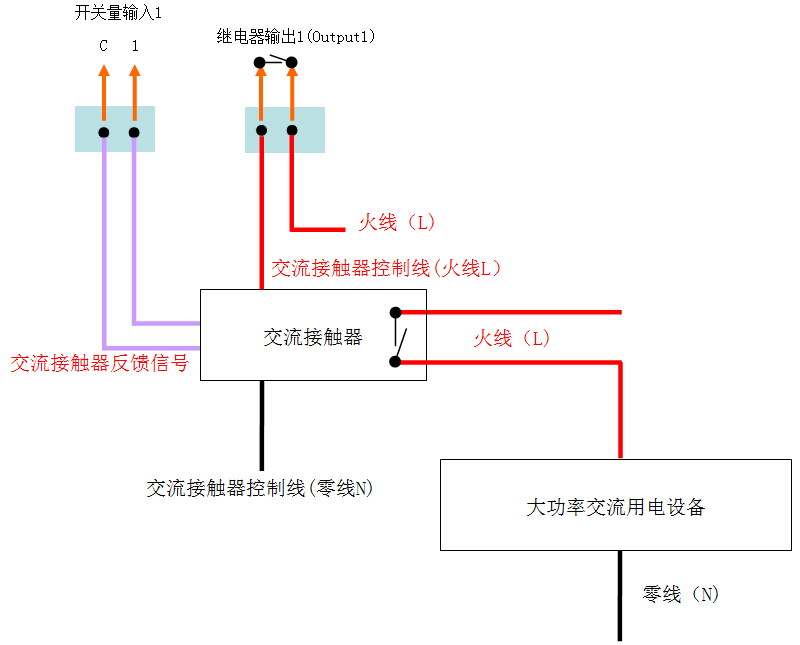 开关量输入1
C 1
继电器输出1(Output1)
火线（L)
交流接触器控制线(火线L）
交流接触器
火线（L)
交流接触器反馈信号
交流接触器控制线(零线N)
大功率交流用电设备
零线（N)